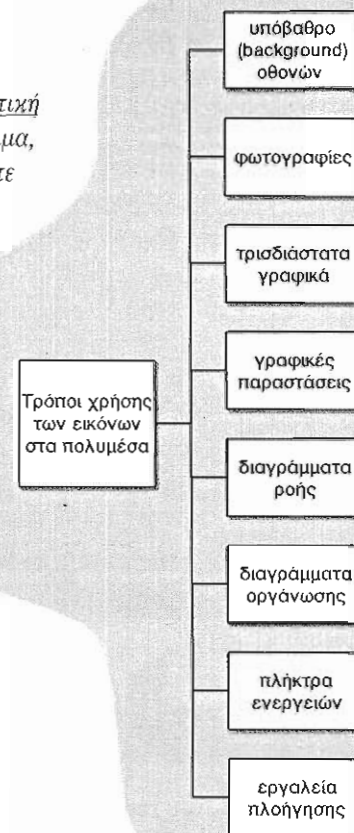 υπόβαθρο
(background)
οθονών
φωτογραφίες
τρισδιάστατα
γραφικά
γραφικές
παραστάσεις
Τρόποι χρήσης
των εικόνων
στα πολυμέσα
διαγράμματα
ροής
διαγράμματα
οργάνωσης
πλήκτρα
ενεργειών
εργαλεία
πλοήγησης